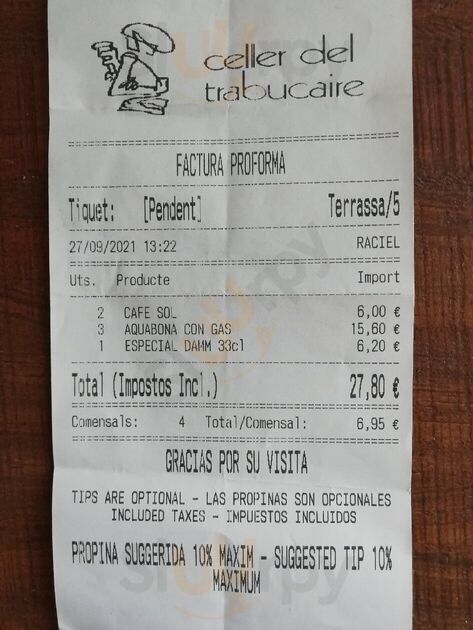 celler del
trabucaire
FACTURA PROFORMA
Tiquet: [Pendent] Terrassa/5
27/09/2021 13:22 RACIEL
Uts. Producte Import
2 CAFE SOL 6,00 €
3 AQUABONA CON GAS 15,60 €
1 ESPECIAL DAMM 33cl 6,20 €
Total (Impostos Incl.) 27,80 €
Comensals: 4 Total/Comensal: 6,95 €
GRACIAS POR SU VISITA
TIPS ARE OPTIONAL - LAS PROPINAS SON OPCIONALES
INCLUDED TAXES - IMPUESTOS INCLUIDOS
PROPINA SUGGERIDA 10% MAXIM - SUGGESTED TIP 10%
MAXIMUM